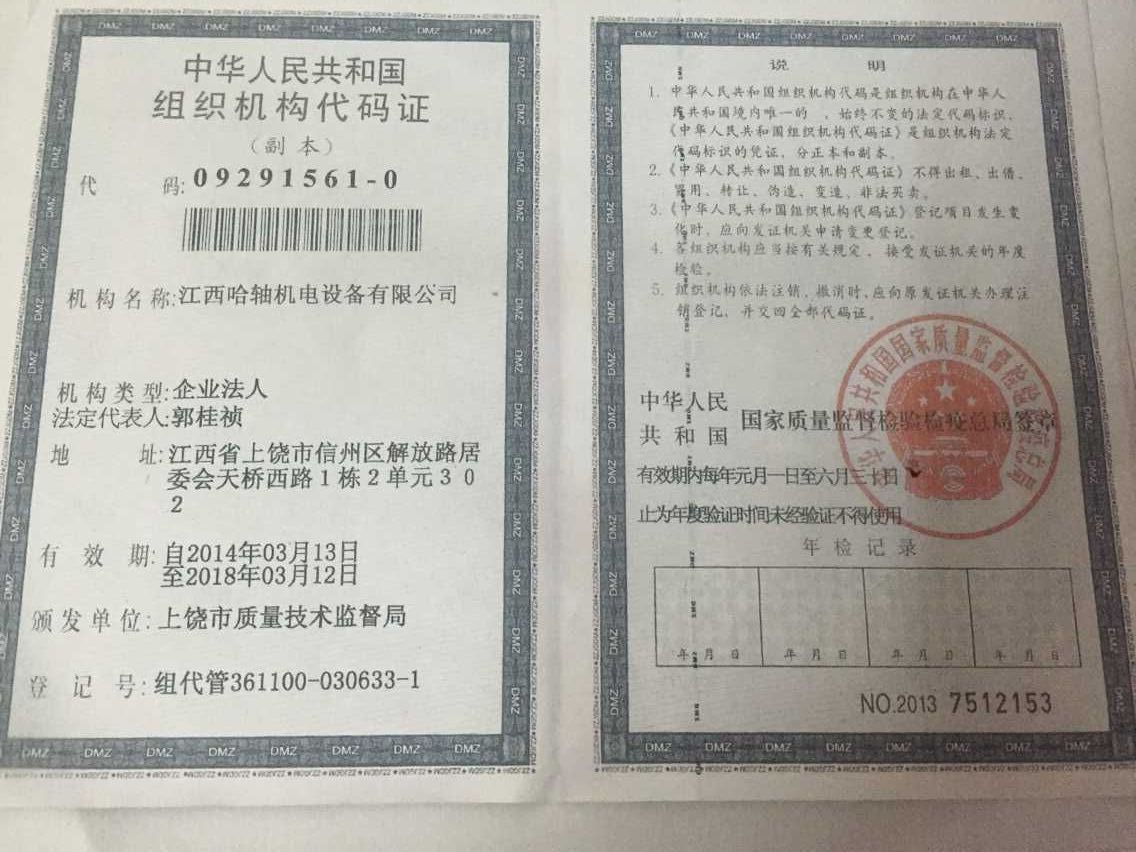 中华人民共和国
组织机构代码证
(副本)
代 码: 09291561-0
机构名称:江西哈轴机电设备有限公司
机构类型:企业法人
法定代表人:郭桂祯
地 址:江西省上饶市信州区解放路居
委会天桥西路1栋2单元30
2
有 效 期:自2014年03月13日
至2018年03月12日
颁发单位:上饶市质量技术监督局
登 记 号:组代管361100-030633-1
说 明
1. 中华人民共和国组织机构代码是组织机构在中华人
民共和国境内唯一的 、始终不变的法定代码标识,
《中华人民共和国组织机构代码证》是组织机构法定
代码标识的凭证,分正本和副本。
2.《中华人民共和国组织机构代码证》不得出租、出借、
冒用、转让、伪造、变造、非法买卖。
3.《中华人民共和国组织机构代码证》登记项目发生变
化时,应向发证机关申请变更登记。
4. 各组织机构应当按有关规定,接受发证机关的年度
检验。
5. 组织机构依法注销、撤消时,应向原发证机关办理注
销登记,并交回全部代码证。
中华人民
共和国 国家质量监督检验检疫总局签章
有效期内每年元月一日至六月三十日
止为年度验证时间未经验证不得使用
年检记录
年 月 日 年 月 日 年 月 日 年 月 日
NO.2013 7512153
DMZ